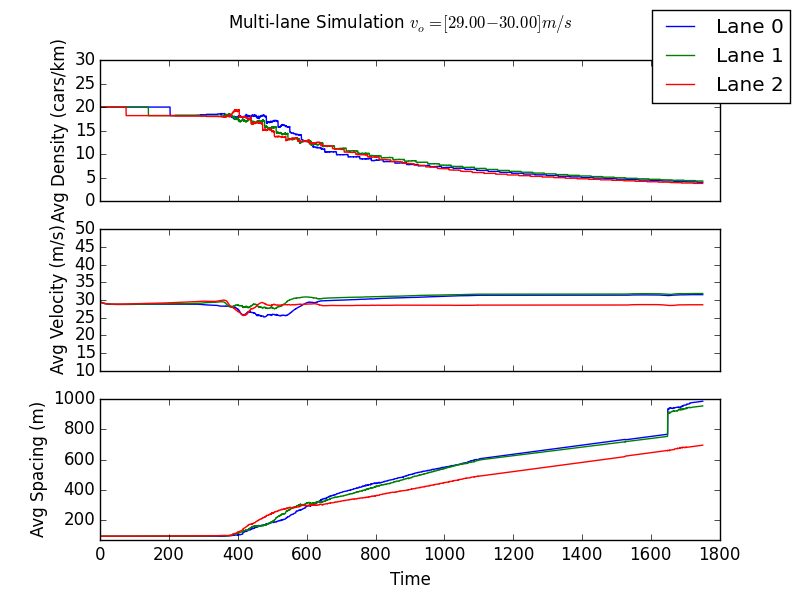 Multi-lane Simulation v_o = [29.00−30.00]m/s
Lane 0
Lane 1
Lane 2
Avg Density (cars/km)
30
25
20
15
10
5
0
Avg Velocity (m/s)
50
45
40
35
30
25
20
15
10
Avg Spacing (m)
1000
800
600
400
200
0 200 400 600 800 1000 1200 1400 1600 1800
Time